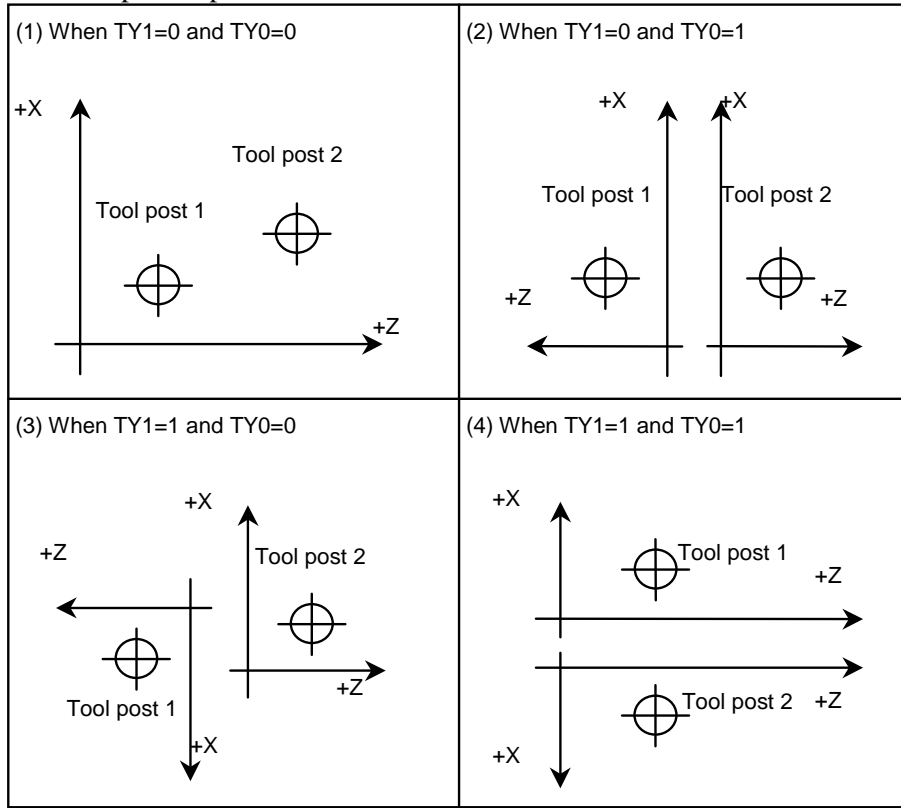 (1) When TY1=0 and TY0=0
+X
Tool post 2
Tool post 1
+Z
(2) When TY1=0 and TY0=1
+X
+X
Tool post 1
Tool post 2
+Z
+Z
(3) When TY1=1 and TY0=0
+X
+Z
Tool post 2
+Z
Tool post 1
+X
(4) When TY1=1 and TY0=1
+X
Tool post 1
+Z
Tool post 2
+Z
+X